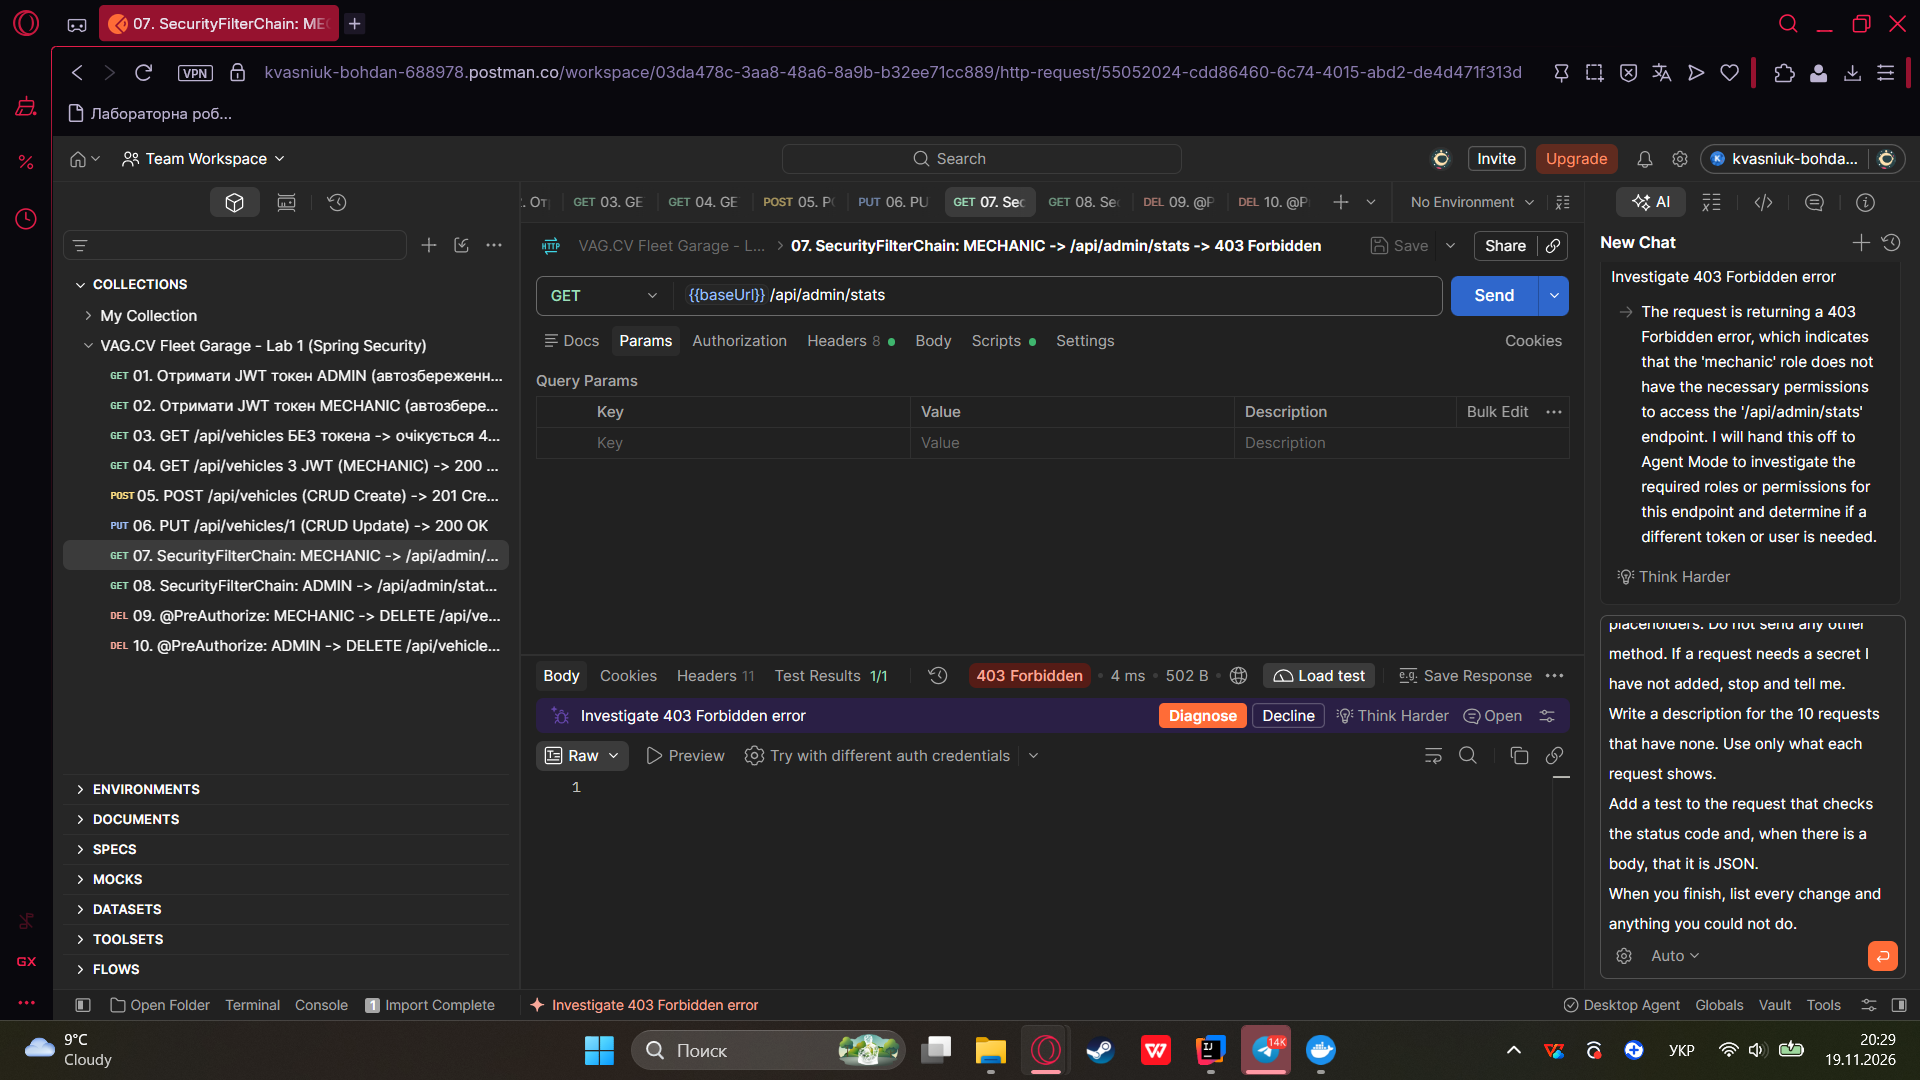 07. SecurityFilterChain: MEC
VPN
kvasniuk-bohdan-688978.postman.co/workspace/03da478c-3aa8-48a6-8a9b-b32ee71cc889/http-request/55052024-cdd86460-6c74-4015-abd2-de4d471f313d
Лабораторна роб...
Team Workspace
Search
Invite
Upgrade
kvasniuk-bohda...
GET 03. GE
GET 04. GE
POST 05. P
PUT 06. PU
GET 07. Sec
GET 08. Se
DEL 09. @P
DEL 10. @P
No Environment
AI
VAG.CV Fleet Garage - L... > 07. SecurityFilterChain: MECHANIC -> /api/admin/stats -> 403 Forbidden
Save
Share
New Chat
COLLECTIONS
My Collection
VAG.CV Fleet Garage - Lab 1 (Spring Security)
GET 01. Отримати JWT токен ADMIN (автозбереженн...
GET 02. Отримати JWT токен MECHANIC (автозбере...
GET 03. GET /api/vehicles БЕЗ токена -> очікується 4...
GET 04. GET /api/vehicles З JWT (MECHANIC) -> 200 ...
POST 05. POST /api/vehicles (CRUD Create) -> 201 Cre...
PUT 06. PUT /api/vehicles/1 (CRUD Update) -> 200 OK
GET 07. SecurityFilterChain: MECHANIC -> /api/admin/...
GET 08. SecurityFilterChain: ADMIN -> /api/admin/stat...
DEL 09. @PreAuthorize: MECHANIC -> DELETE /api/ve...
DEL 10. @PreAuthorize: ADMIN -> DELETE /api/vehicle...
ENVIRONMENTS
DOCUMENTS
SPECS
MOCKS
DATASETS
TOOLSETS
FLOWS
GET
{{baseUrl}} /api/admin/stats
Send
Docs
Params
Authorization
Headers 8
Body
Scripts
Settings
Cookies
Query Params
Key
Value
Description
Bulk Edit
Key
Value
Description
Body
Cookies
Headers 11
Test Results 1/1
403 Forbidden
4 ms
502 B
Load test
Save Response
Investigate 403 Forbidden error
Diagnose
Decline
Think Harder
Open
Raw
Preview
Try with different auth credentials
1
Investigate 403 Forbidden error
The request is returning a 403
Forbidden error, which indicates
that the 'mechanic' role does not
have the necessary permissions
to access the '/api/admin/stats'
endpoint. I will hand this off to
Agent Mode to investigate the
required roles or permissions for
this endpoint and determine if a
different token or user is needed.
Think Harder
placeholders. Do not send any other
method. If a request needs a secret I
have not added, stop and tell me.
Write a description for the 10 requests
that have none. Use only what each
request shows.
Add a test to the request that checks
the status code and, when there is a
body, that it is JSON.
When you finish, list every change and
anything you could not do.
Auto
GX
Open Folder
Terminal
Console
1 Import Complete
Investigate 403 Forbidden error
Desktop Agent
Globals
Vault
Tools
9°C
Cloudy
Поиск
14K
УКР
20:29
19.11.2026